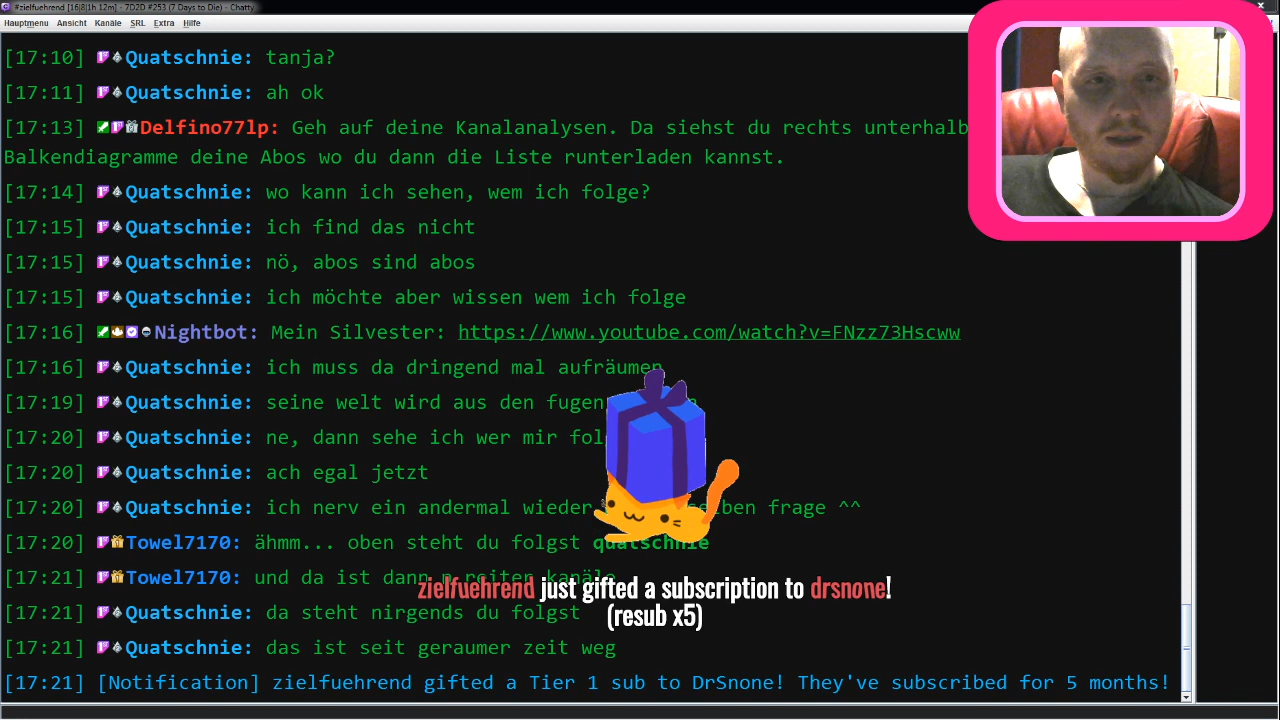 #zielfuehrend [16|8|1h 12m] - 7D2D #253 (7 Days to Die) - Chatty
Hauptmenu Ansicht Kanäle SRL Extra Hilfe
[17:10] Quatschnie: tanja?
[17:11] Quatschnie: ah ok
[17:13] Delfino77lp: Geh auf deine Kanalanalysen. Da siehst du rechts unterhalb
Balkendiagramme deine Abos wo du dann die Liste runterladen kannst.
[17:14] Quatschnie: wo kann ich sehen, wem ich folge?
[17:15] Quatschnie: ich find das nicht
[17:15] Quatschnie: nö, abos sind abos
[17:15] Quatschnie: ich möchte aber wissen wem ich folge
[17:16] Nightbot: Mein Silvester: https://www.youtube.com/watch?v=FNzz73Hscww
[17:16] Quatschnie: ich muss da dringend mal aufräumen
[17:19] Quatschnie: seine welt wird aus den fugen
[17:20] Quatschnie: ne, dann sehe ich wer mir
[17:20] Quatschnie: ach egal jetzt
[17:20] Quatschnie: ich nerv ein andermal wieder frage ^^
[17:20] Towel7170: ähmm... oben steht du folgst quatschnie
[17:21] Towel7170: und da ist dann n reiter kanäle
zielfuehrend just gifted a subscription to drsnone!
(resub x5)
[17:21] Quatschnie: da steht nirgends du folgst
[17:21] Quatschnie: das ist seit geraumer zeit weg
[17:21] [Notification] zielfuehrend gifted a Tier 1 sub to DrSnone! They've subscribed for 5 months!